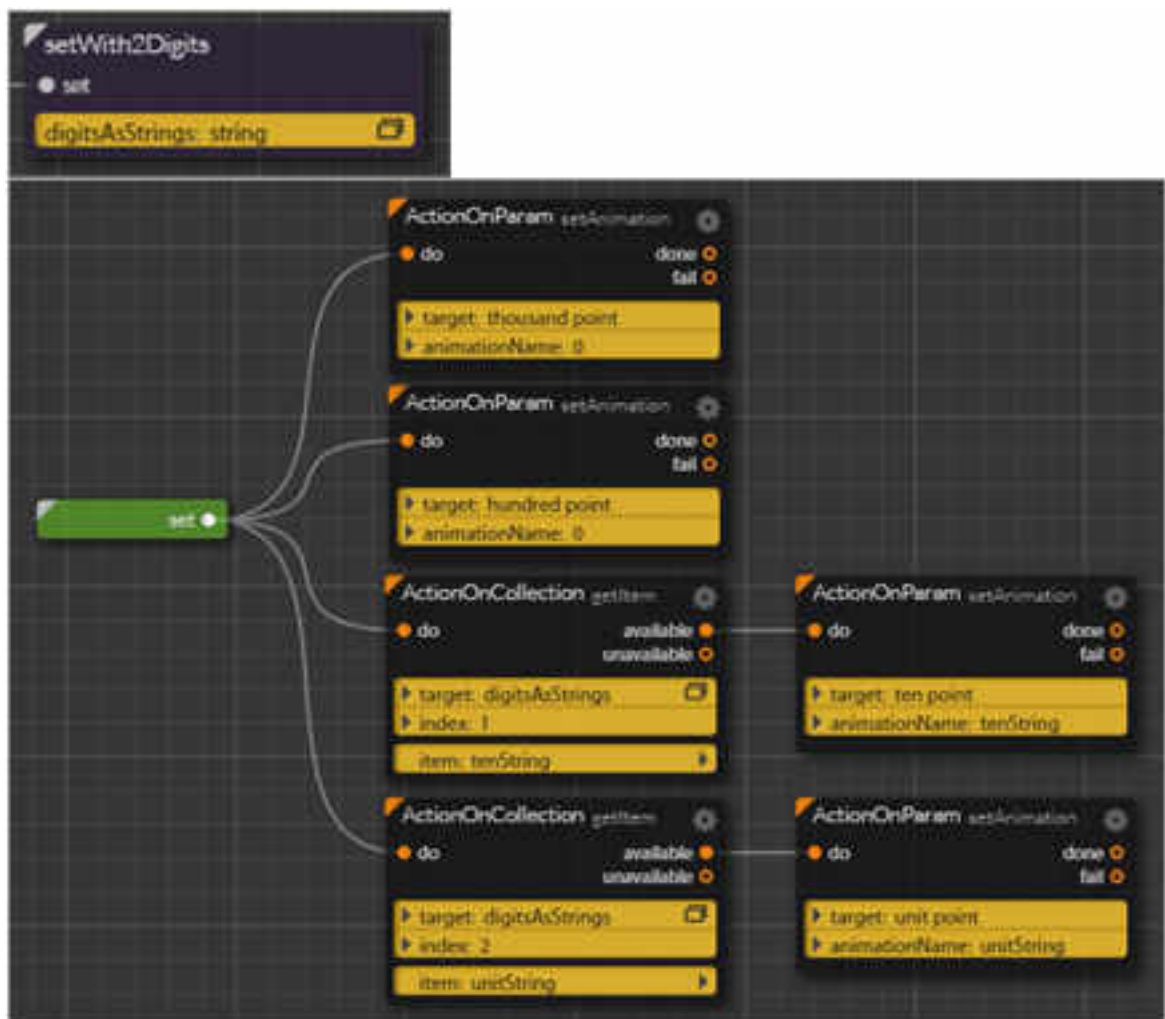 setWith2Digits
set
digitsAsStrings: string
ActionOnParam setAnimation
do done
fail
target: thousand point
animationName: 0
ActionOnParam setAnimation
do done
fail
target: hundred point
animationName: 0
set
ActionOnCollection getItem
do available
unavailable
target: digitsAsStrings
index: 1
item: tenString
ActionOnParam setAnimation
do done
fail
target: ten point
animationName: tenString
ActionOnCollection getItem
do available
unavailable
target: digitsAsStrings
index: 2
item: unitString
ActionOnParam setAnimation
do done
fail
target: unit point
animationName: unitString